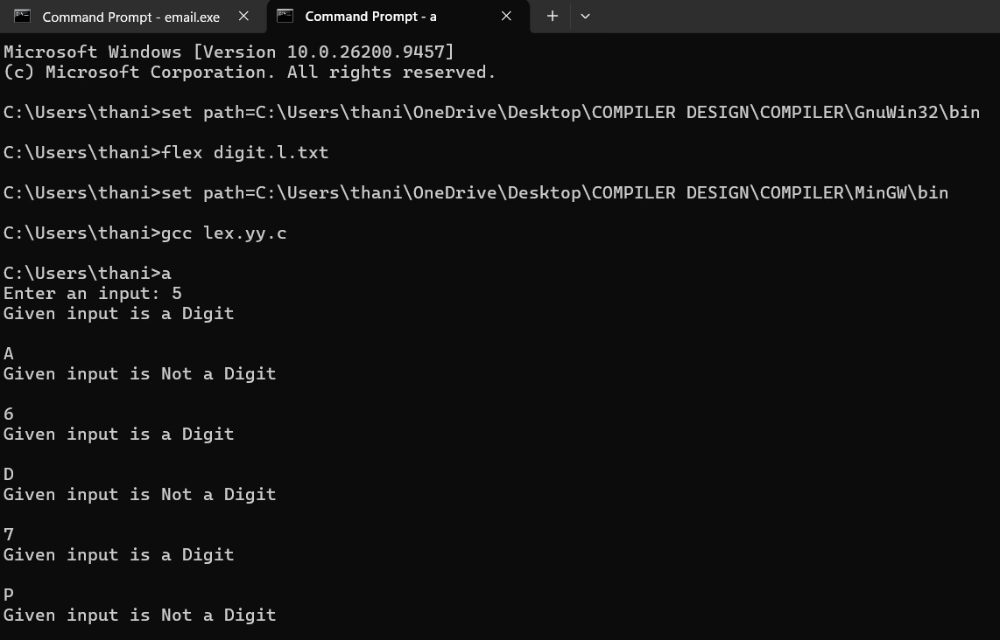 Command Prompt - email.exe
Command Prompt - a
Microsoft Windows [Version 10.0.26200.9457]
(c) Microsoft Corporation. All rights reserved.
C:\Users\thani>set path=C:\Users\thani\OneDrive\Desktop\COMPILER DESIGN\COMPILER\GnuWin32\bin
C:\Users\thani>flex digit.l.txt
C:\Users\thani>set path=C:\Users\thani\OneDrive\Desktop\COMPILER DESIGN\COMPILER\MinGW\bin
C:\Users\thani>gcc lex.yy.c
C:\Users\thani>a
Enter an input: 5
Given input is a Digit
A
Given input is Not a Digit
6
Given input is a Digit
D
Given input is Not a Digit
7
Given input is a Digit
P
Given input is Not a Digit